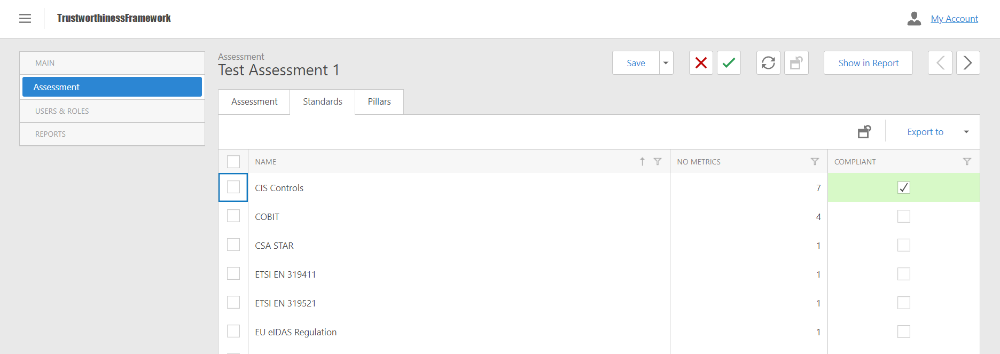 TrustworthinessFramework
My Account
MAIN
Assessment
USERS & ROLES
REPORTS
Assessment
Test Assessment 1
Save
Show in Report
Assessment Standards Pillars
Export to
NAME NO METRICS COMPLIANT
CIS Controls 7
COBIT 4
CSA STAR 1
ETSI EN 319411 1
ETSI EN 319521 1
EU eIDAS Regulation 1